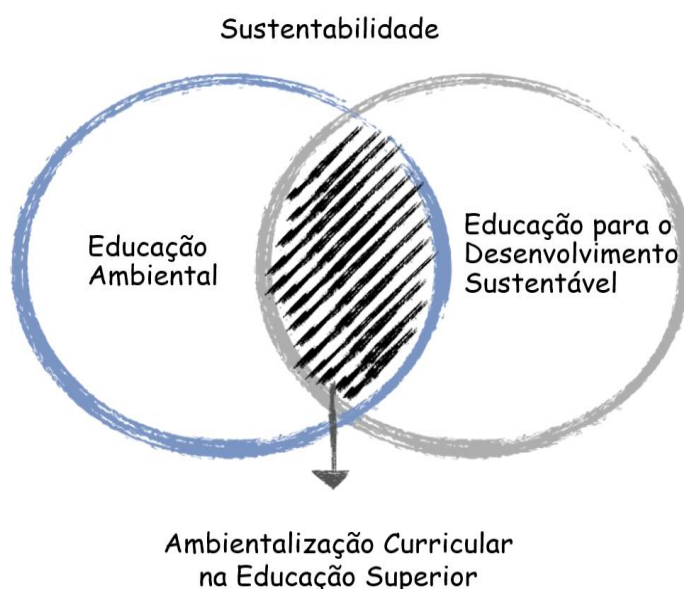 Sustentabilidade
Educação
Ambiental
Educação para o
Desenvolvimento
Sustentável
Ambientalização Curricular
na Educação Superior